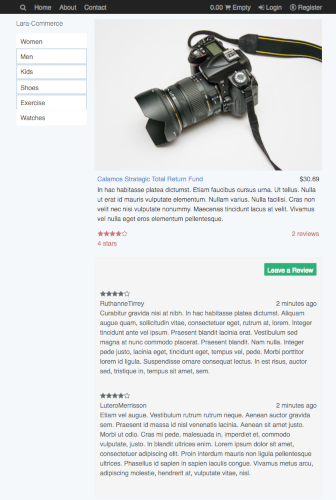 Home About Contact 0.00 Empty Login Register
Lara-Commerce
Women
Men
Kids
Shoes
Exercise
Watches
Calamos Strategic Total Return Fund $30.69
In hac habitasse platea dictumst. Etiam faucibus cursus urna. Ut tellus. Nulla
ut erat id mauris vulputate elementum. Nullam varius. Nulla facilisi. Cras non
velit nec nisi vulputate nonummy. Maecenas tincidunt lacus at velit. Vivamus
vel nulla eget eros elementum pellentesque.
2 reviews
4 stars
Leave a Review
RuthanneTirrey 2 minutes ago
Curabitur gravida nisi at nibh. In hac habitasse platea dictumst. Aliquam
augue quam, sollicitudin vitae, consectetuer eget, rutrum at, lorem. Integer
tincidunt ante vel ipsum. Praesent blandit lacinia erat. Vestibulum sed
magna at nunc commodo placerat. Praesent blandit. Nam nulla. Integer
pede justo, lacinia eget, tincidunt eget, tempus vel, pede. Morbi porttitor
lorem id ligula. Suspendisse ornare consequat lectus. In est risus, auctor
sed, tristique in, tempus sit amet, sem.
LuteroMerrisson 2 minutes ago
Etiam vel augue. Vestibulum rutrum rutrum neque. Aenean auctor gravida
sem. Praesent id massa id nisl venenatis lacinia. Aenean sit amet justo.
Morbi ut odio. Cras mi pede, malesuada in, imperdiet et, commodo
vulputate, justo. In blandit ultrices enim. Lorem ipsum dolor sit amet,
consectetuer adipiscing elit. Proin interdum mauris non ligula pellentesque
ultrices. Phasellus id sapien in sapien iaculis congue. Vivamus metus arcu,
adipiscing molestie, hendrerit at, vulputate vitae, nisl.